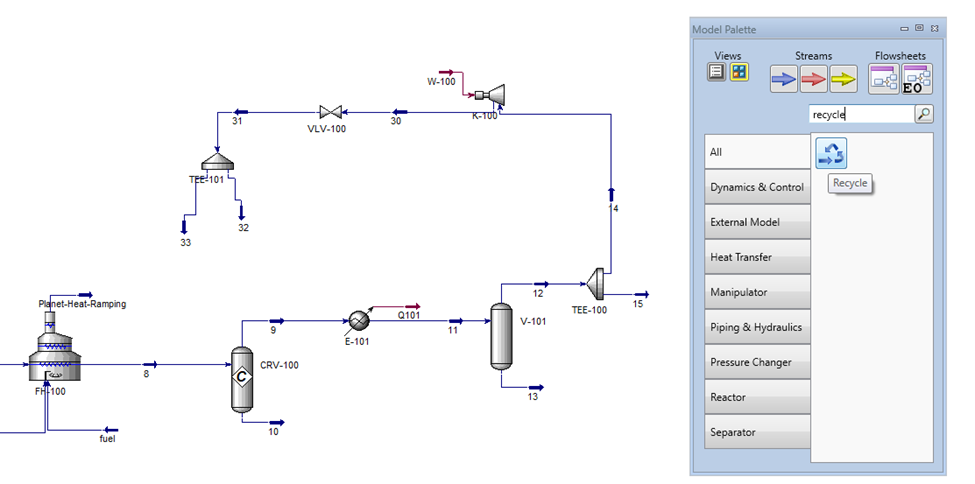 Model Palette
Views
Streams
Flowsheets
EO
recycle
All
Recycle
Dynamics & Control
External Model
Heat Transfer
Manipulator
Piping & Hydraulics
Pressure Changer
Reactor
Separator
W-100
K-100
31
VLV-100
30
TEE-101
33
32
14
Planet-Heat-Ramping
12
TEE-100
15
9
Q101
E-101
11
V-101
8
CRV-100
C
FH-100
13
fuel
10